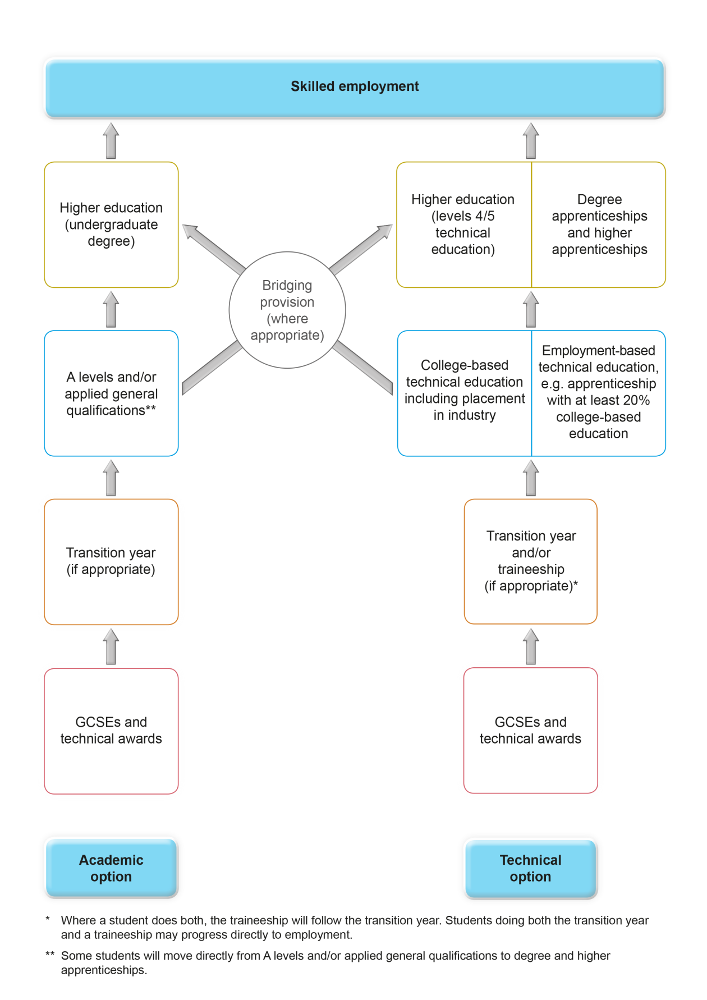 Skilled employment
Higher education
(undergraduate
degree)
Higher education
(levels 4/5
technical
education)
Degree
apprenticeships
and higher
apprenticeships
Bridging
provision
(where
appropriate)
A levels and/or
applied general
qualifications**
College-based
technical education
including placement
in industry
Employment-based
technical education,
e.g. apprenticeship
with at least 20%
college-based
education
Transition year
(if appropriate)
Transition year
and/or
traineeship
(if appropriate)*
GCSEs and
technical awards
GCSEs and
technical awards
Academic
option
Technical
option
* Where a student does both, the traineeship will follow the transition year. Students doing both the transition year
and a traineeship may progress directly to employment.
** Some students will move directly from A levels and/or applied general qualifications to degree and higher
apprenticeships.